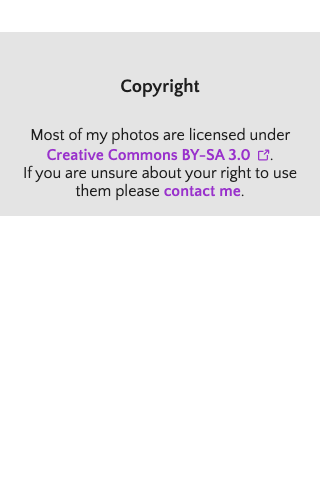 Copyright
Most of my photos are licensed under
Creative Commons BY-SA 3.0 .
If you are unsure about your right to use
them please contact me.